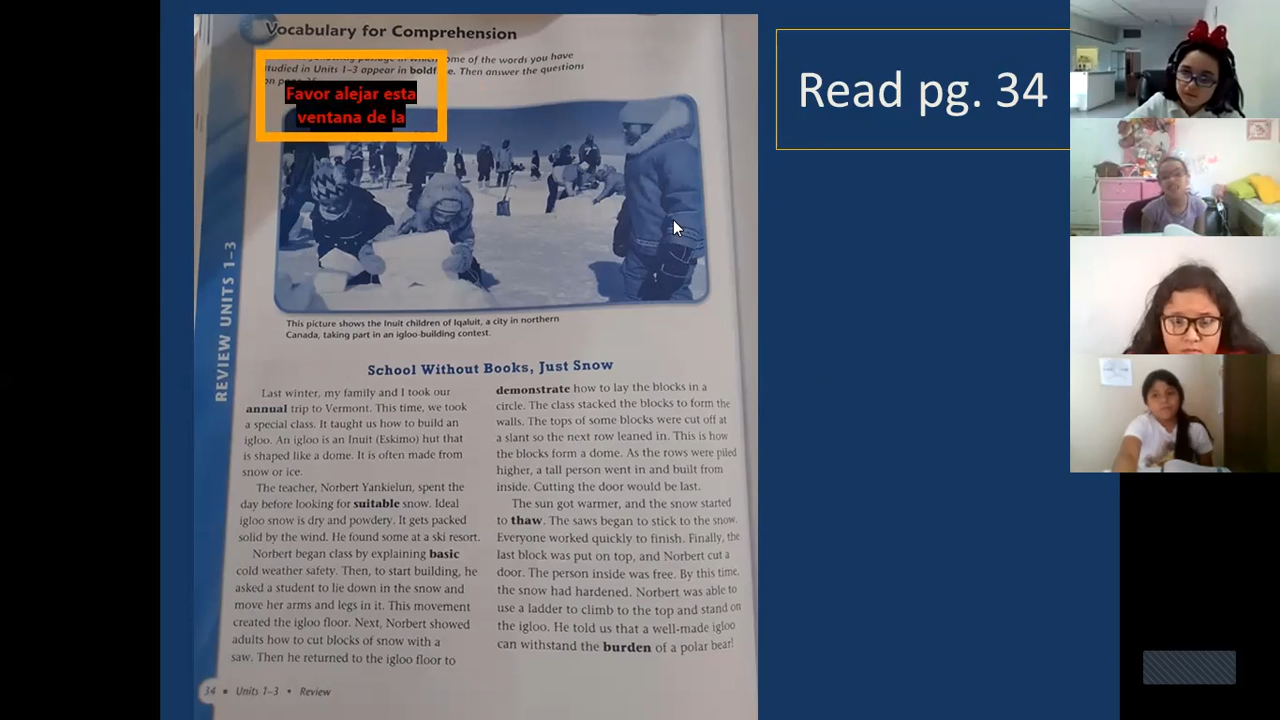 Vocabulary for Comprehension
following passage in which some of the words you have
studied in Units 1–3 appear in boldface. Then answer the questions
on
Favor alejar esta
ventana de la
This picture shows the Inuit children of Iqaluit, a city in northern
Canada, taking part in an igloo-building contest.
REVIEW UNITS 1–3
School Without Books, Just Snow
Last winter, my family and I took our
annual trip to Vermont. This time, we took
a special class. It taught us how to build an
igloo. An igloo is an Inuit (Eskimo) hut that
is shaped like a dome. It is often made from
snow or ice.
The teacher, Norbert Yankielun, spent the
day before looking for suitable snow. Ideal
igloo snow is dry and powdery. It gets packed
solid by the wind. He found some at a ski resort.
Norbert began class by explaining basic
cold weather safety. Then, to start building, he
asked a student to lie down in the snow and
move her arms and legs in it. This movement
created the igloo floor. Next, Norbert showed
adults how to cut blocks of snow with a
saw. Then he returned to the igloo floor to
demonstrate how to lay the blocks in a
circle. The class stacked the blocks to form the
walls. The tops of some blocks were cut off at
a slant so the next row leaned in. This is how
the blocks form a dome. As the rows were piled
higher, a tall person went in and built from
inside. Cutting the door would be last.
The sun got warmer, and the snow started
to thaw. The saws began to stick to the snow.
Everyone worked quickly to finish. Finally, the
last block was put on top, and Norbert cut a
door. The person inside was free. By this time,
the snow had hardened. Norbert was able to
use a ladder to climb to the top and stand on
the igloo. He told us that a well-made igloo
can withstand the burden of a polar bear!
34 ■ Units 1–3 • Review
Read pg. 34